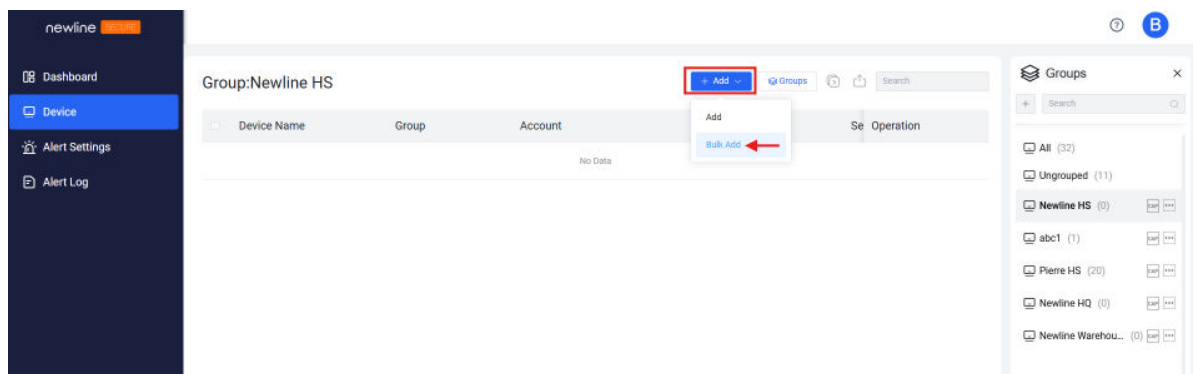 newline SECURE
B
Dashboard
Device
Alert Settings
Alert Log
Group:Newline HS
+ Add
Groups
Search
Device Name Group Account Se Operation
Add
Bulk Add
No Data
Groups
Search
All (32)
Ungrouped (11)
Newline HS (0)
abc1 (1)
Pierre HS (20)
Newline HQ (0)
Newline Warehou... (0)